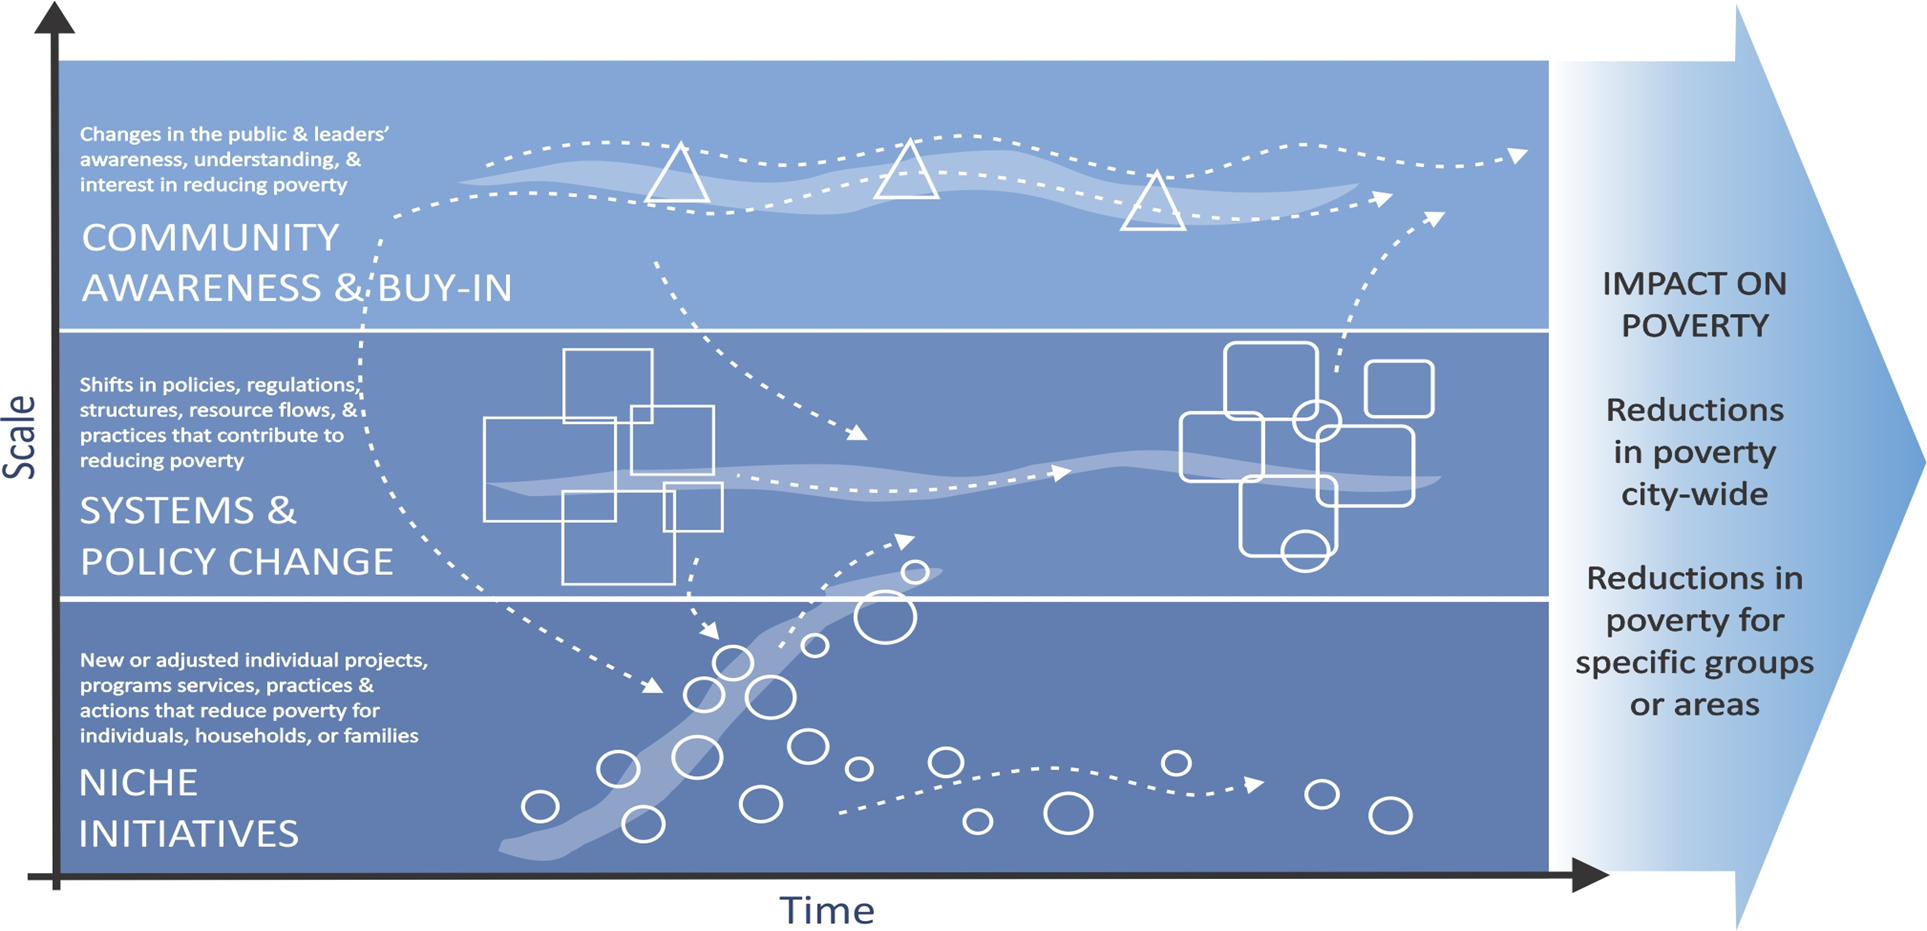 Changes in the public & leaders’
awareness, understanding, &
interest in reducing poverty
COMMUNITY
AWARENESS & BUY-IN
Shifts in policies, regulations,
structures, resource flows, &
practices that contribute to
reducing poverty
SYSTEMS &
POLICY CHANGE
New or adjusted individual projects,
programs services, practices &
actions that reduce poverty for
individuals, households, or families
NICHE
INITIATIVES
Scale
Time
IMPACT ON
POVERTY
Reductions
in poverty
city-wide
Reductions in
poverty for
specific groups
or areas